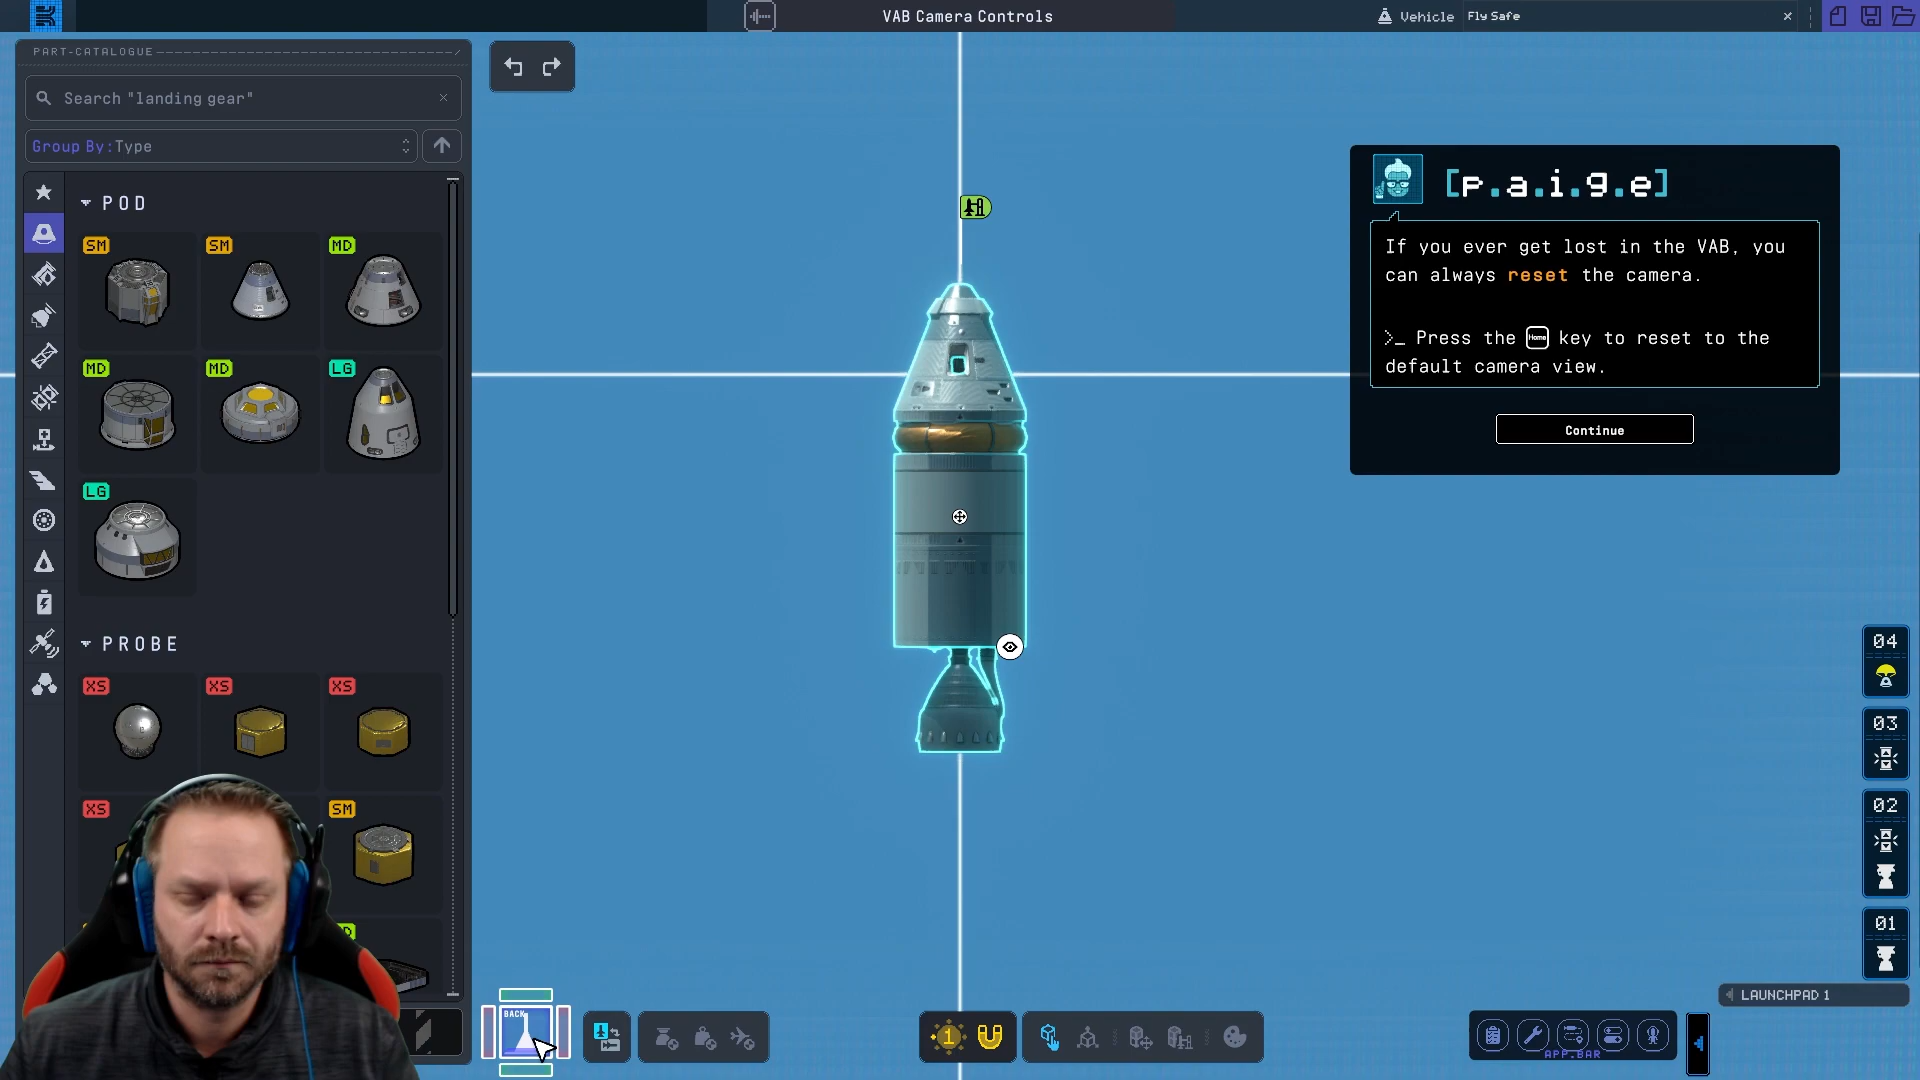 VAB Camera Controls
Vehicle
Fly Safe
PART-CATALOGUE
Search "landing gear"
Group By: Type
POD
SM
SM
MD
MD
MD
LG
LG
PROBE
XS
XS
XS
XS
SM
[p.a.i.g.e]
If you ever get lost in the VAB, you
can always reset the camera.
>_ Press the Home key to reset to the
default camera view.
Continue
04
03
02
01
LAUNCHPAD 1
BACK
1
APP.BAR